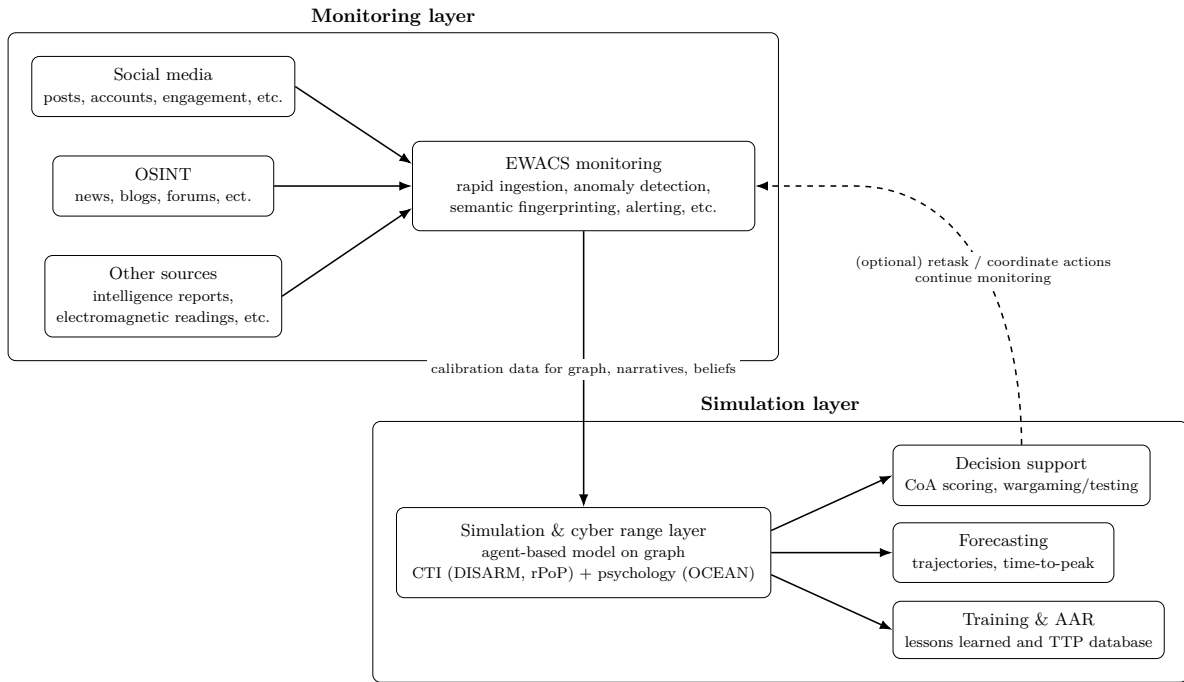 Monitoring layer
Social media
posts, accounts, engagement, etc.
OSINT
news, blogs, forums, ect.
Other sources
intelligence reports,
electromagnetic readings, etc.
EWACS monitoring
rapid ingestion, anomaly detection,
semantic fingerprinting, alerting, etc.
(optional) retask / coordinate actions
continue monitoring
calibration data for graph, narratives, beliefs
Simulation layer
Simulation & cyber range layer
agent-based model on graph
CTI (DISARM, rPoP) + psychology (OCEAN)
Decision support
CoA scoring, wargaming/testing
Forecasting
trajectories, time-to-peak
Training & AAR
lessons learned and TTP database